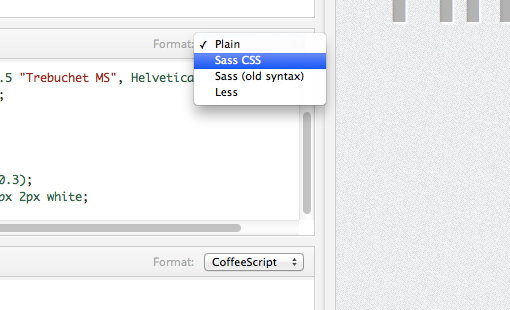 Format:
✓ Plain
Sass CSS
.5 "Trebuchet MS", Helvetica
Sass (old syntax)
;
Less
0.3);
px 2px white;
Format: CoffeeScript